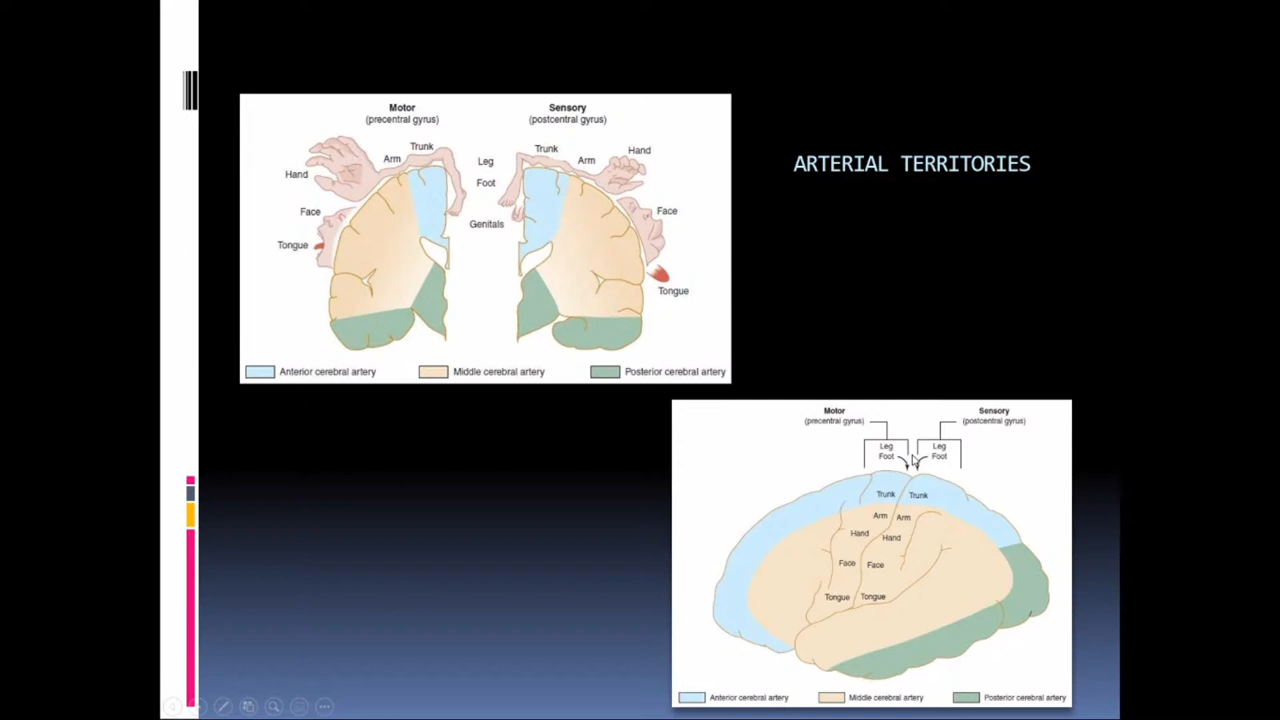 ARTERIAL TERRITORIES
Motor
(precentral gyrus)
Sensory
(postcentral gyrus)
Trunk
Arm
Hand
Face
Tongue
Leg
Foot
Genitals
Trunk
Arm
Hand
Face
Tongue
Anterior cerebral artery
Middle cerebral artery
Posterior cerebral artery
Motor
(precentral gyrus)
Sensory
(postcentral gyrus)
Leg
Foot
Leg
Foot
Trunk Trunk
Arm Arm
Hand Hand
Face Face
Tongue Tongue
Anterior cerebral artery
Middle cerebral artery
Posterior cerebral artery